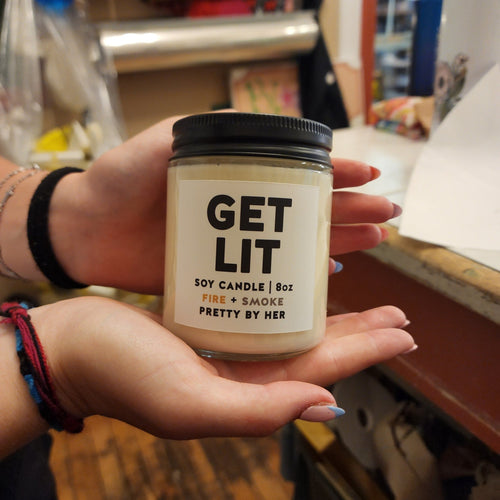 GET
LIT
SOY CANDLE | 8oz
FIRE + SMOKE
PRETTY BY HER